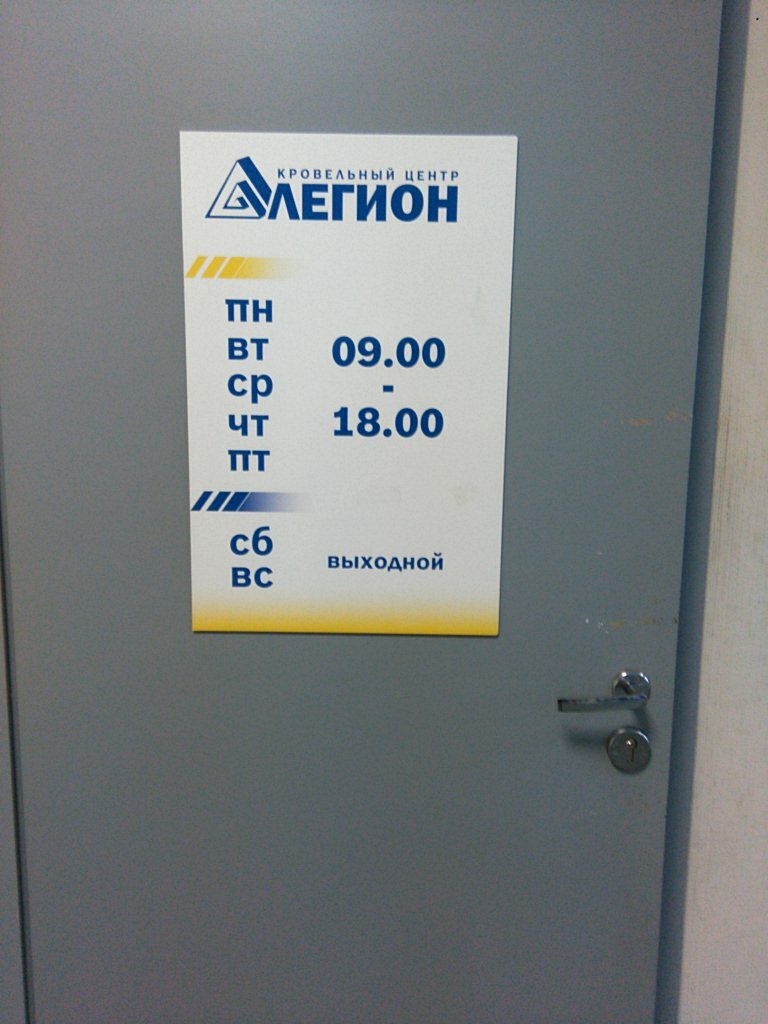 КРОВЕЛЬНЫЙ ЦЕНТР
ЛЕГИОН
пн
вт
ср
чт
пт
09.00
-
18.00
сб
вс
выходной